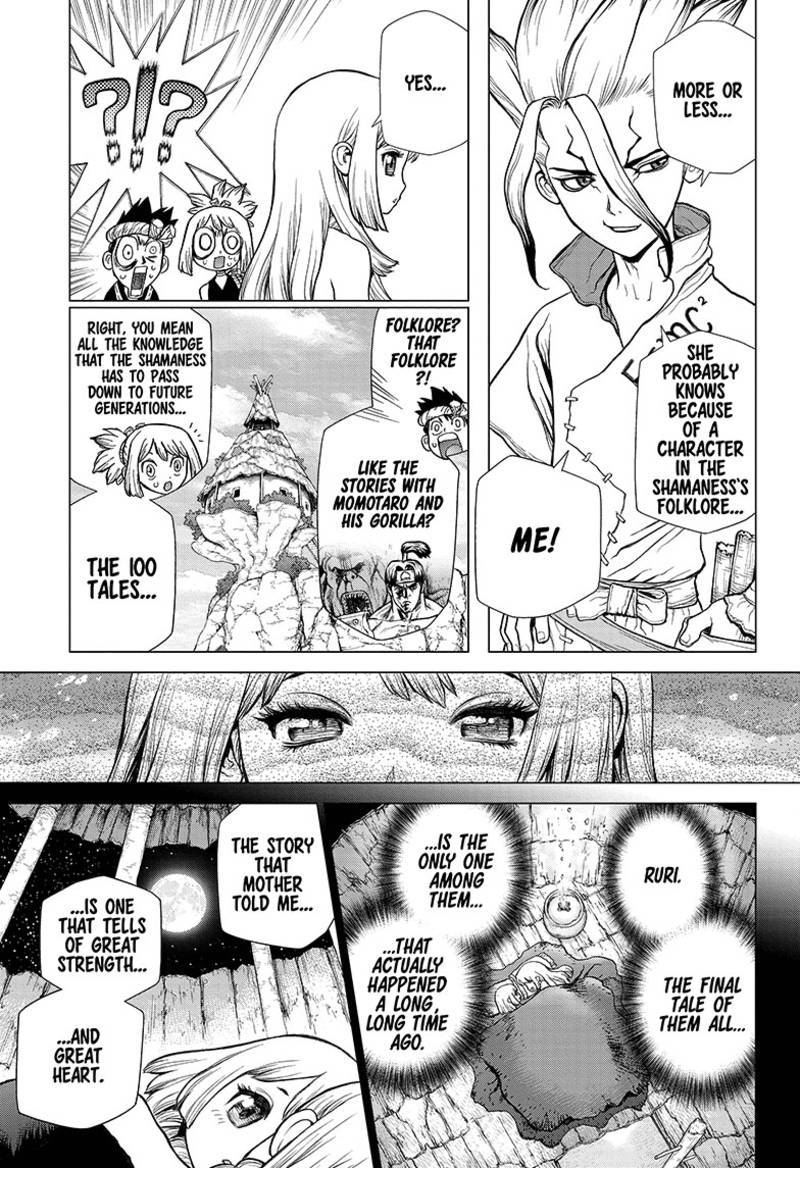 MORE OR
LESS...
SHE
PROBABLY
KNOWS
BECAUSE
OF A
CHARACTER
IN THE
SHAMANESS'S
FOLKLORE...
ME!
YES...
?!?
FOLKLORE?
THAT
FOLKLORE
?!
LIKE THE
STORIES WITH
MOMOTARO AND
HIS GORILLA?
RIGHT, YOU MEAN
ALL THE KNOWLEDGE
THAT THE SHAMANESS
HAS TO PASS
DOWN TO FUTURE
GENERATIONS...
THE 100
TALES...
RURI.
THE FINAL
TALE OF
THEM ALL...
...IS THE
ONLY ONE
AMONG
THEM...
...THAT
ACTUALLY
HAPPENED
A LONG,
LONG TIME
AGO.
THE STORY
THAT
MOTHER
TOLD ME...
...IS ONE
THAT TELLS
OF GREAT
STRENGTH...
...AND
GREAT
HEART.